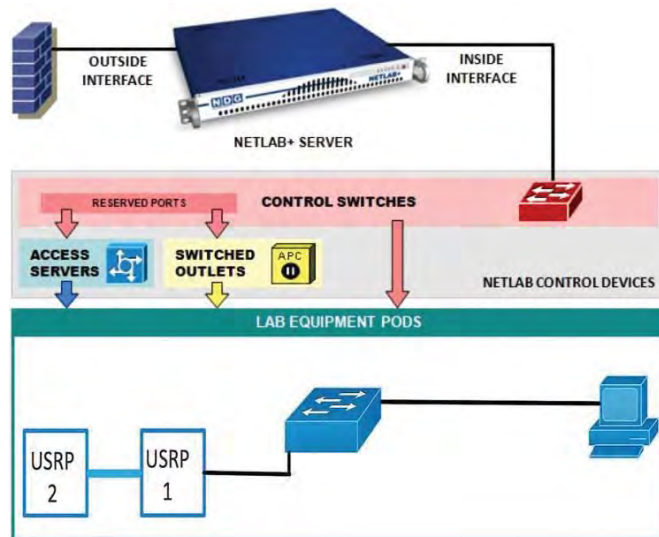 OUTSIDE
INTERFACE
INSIDE
INTERFACE
NDG
NETLAB+
NETLAB+ SERVER
RESERVED PORTS
CONTROL SWITCHES
ACCESS
SERVERS
SWITCHED
OUTLETS
APC
NETLAB CONTROL DEVICES
LAB EQUIPMENT PODS
USRP
2
USRP
1